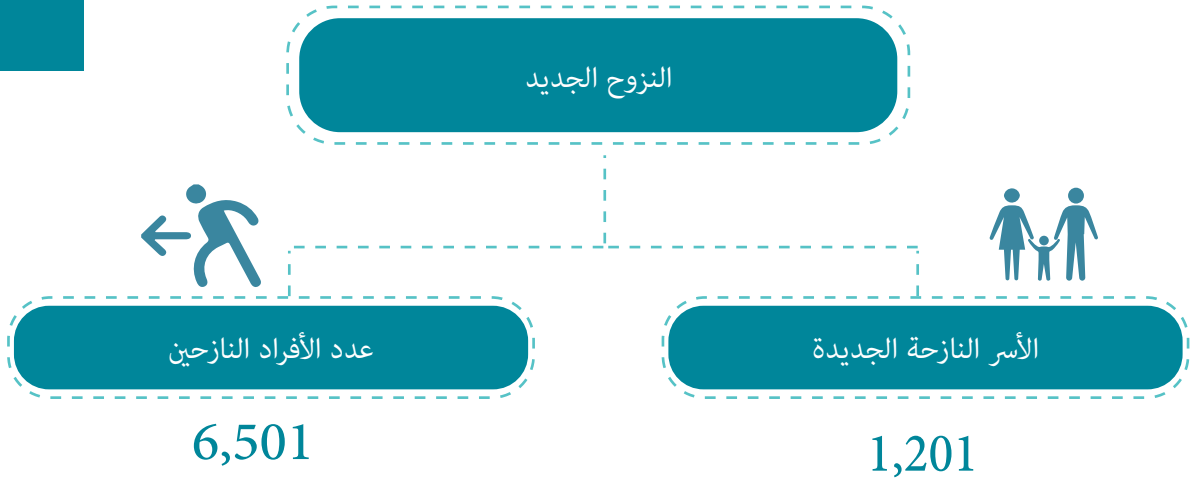 النزوح الجديد
الأسر النازحة الجديدة
1,201
عدد الأفراد النازحين
6,501